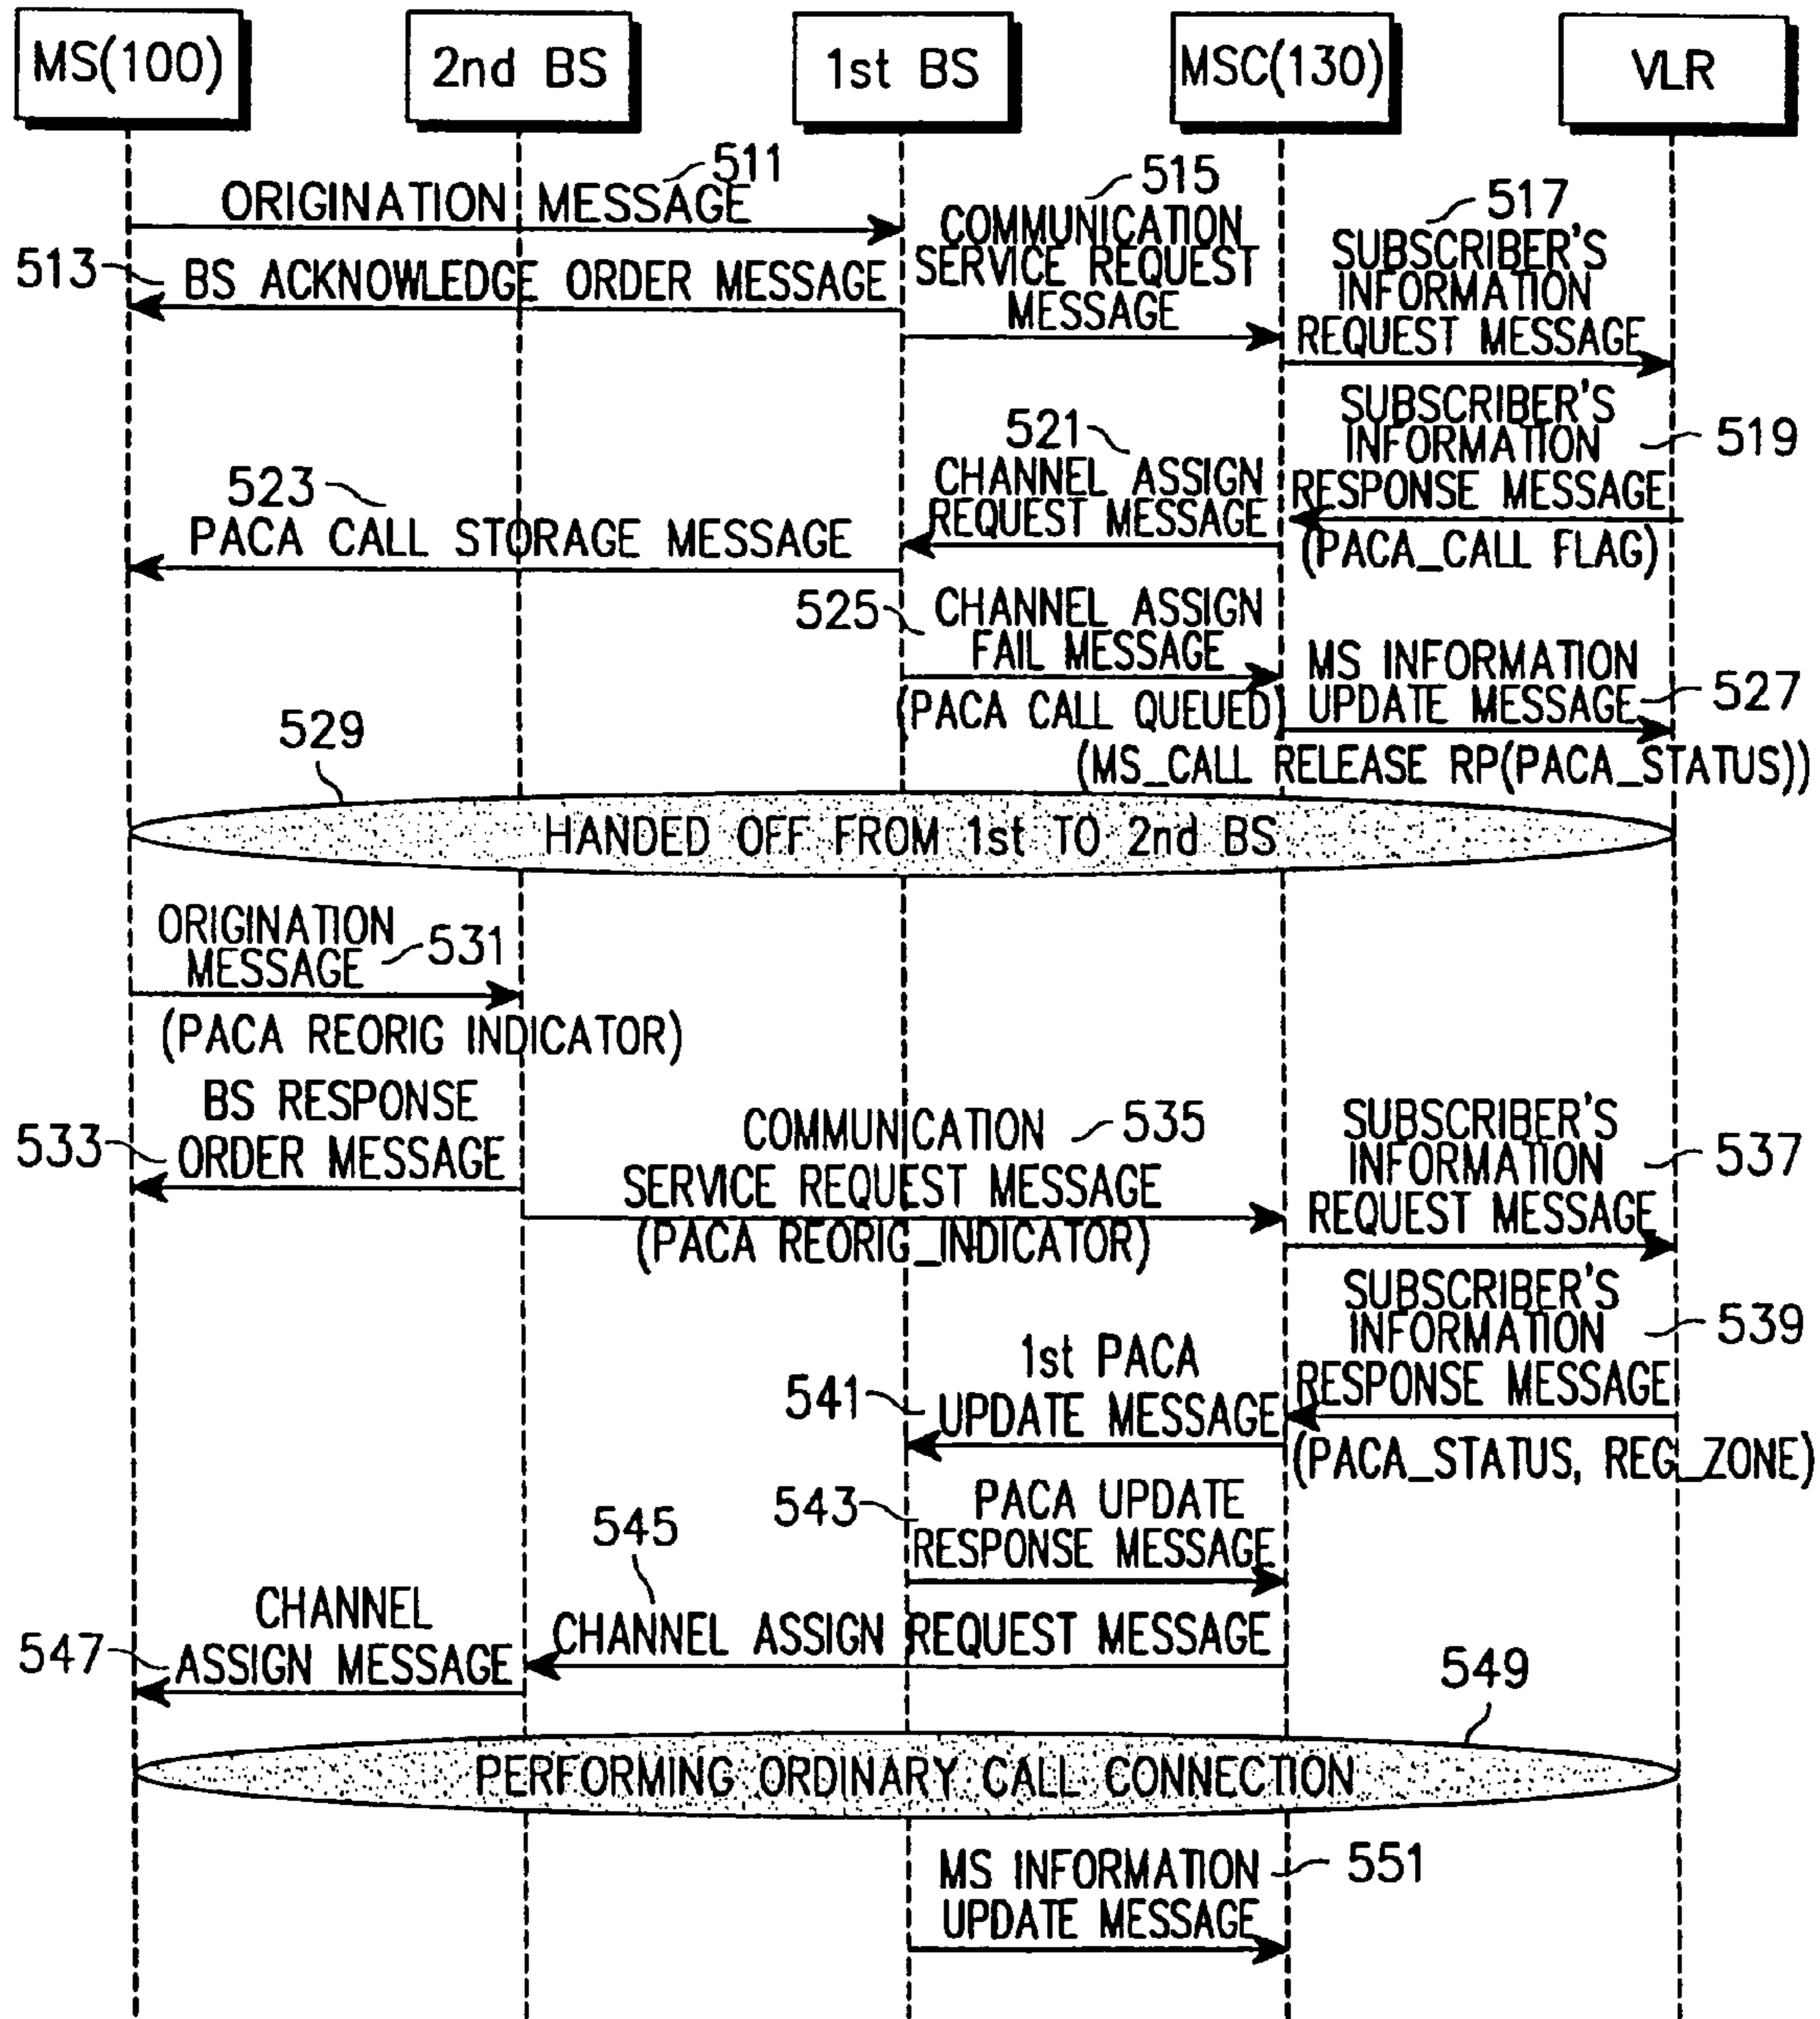 MS(100)
2nd BS
1st BS
MSC(130)
VLR
511
ORIGINATION MESSAGE
513
BS ACKNOWLEDGE ORDER MESSAGE
515
COMMUNICATION
SERVICE REQUEST
MESSAGE
517
SUBSCRIBER'S
INFORMATION
REQUEST MESSAGE
SUBSCRIBER'S
INFORMATION
RESPONSE MESSAGE
519
(PACA_CALL FLAG)
521
CHANNEL ASSIGN
REQUEST MESSAGE
523
PACA CALL STORAGE MESSAGE
525
CHANNEL ASSIGN
FAIL MESSAGE
(PACA CALL QUEUED)
MS INFORMATION
UPDATE MESSAGE
527
(MS_CALL RELEASE RP(PACA_STATUS))
529
HANDED OFF FROM 1st TO 2nd BS
ORIGINATION
MESSAGE
531
(PACA REORIG INDICATOR)
BS RESPONSE
ORDER MESSAGE
533
COMMUNICATION
535
SERVICE REQUEST MESSAGE
(PACA REORIG_INDICATOR)
SUBSCRIBER'S
INFORMATION
REQUEST MESSAGE
537
SUBSCRIBER'S
INFORMATION
RESPONSE MESSAGE
539
(PACA_STATUS, REG_ZONE)
1st PACA
UPDATE MESSAGE
541
543
PACA UPDATE
RESPONSE MESSAGE
545
CHANNEL ASSIGN REQUEST MESSAGE
CHANNEL
ASSIGN MESSAGE
547
549
PERFORMING ORDINARY CALL CONNECTION
MS INFORMATION
UPDATE MESSAGE
551